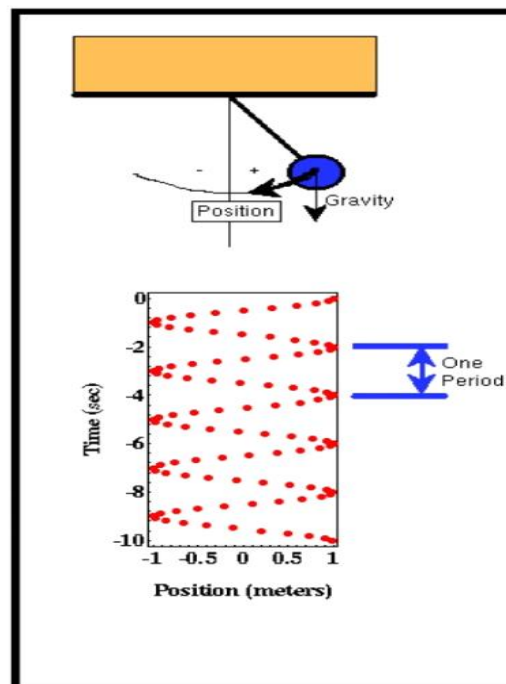 - +
Position
Gravity
0
-2
-4
-6
-8
-10
Time (sec)
One
Period
-1 -0.5 0 0.5 1
Position (meters)